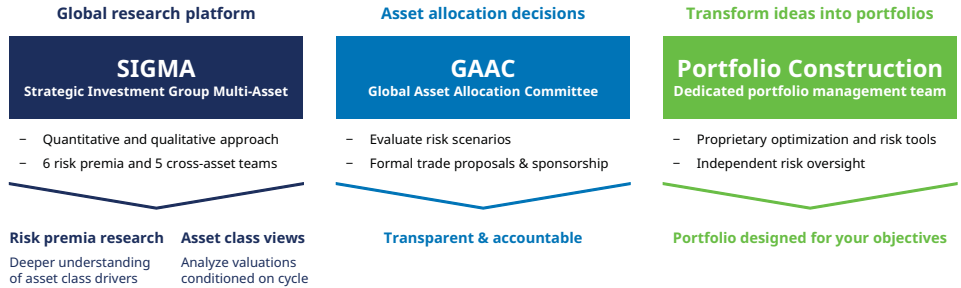 Global research platform
SIGMA
Strategic Investment Group Multi-Asset
– Quantitative and qualitative approach
– 6 risk premia and 5 cross-asset teams
Risk premia research
Deeper understanding
of asset class drivers
Asset class views
Analyze valuations
conditioned on cycle
Asset allocation decisions
GAAC
Global Asset Allocation Committee
– Evaluate risk scenarios
– Formal trade proposals & sponsorship
Transparent & accountable
Transform ideas into portfolios
Portfolio Construction
Dedicated portfolio management team
– Proprietary optimization and risk tools
– Independent risk oversight
Portfolio designed for your objectives